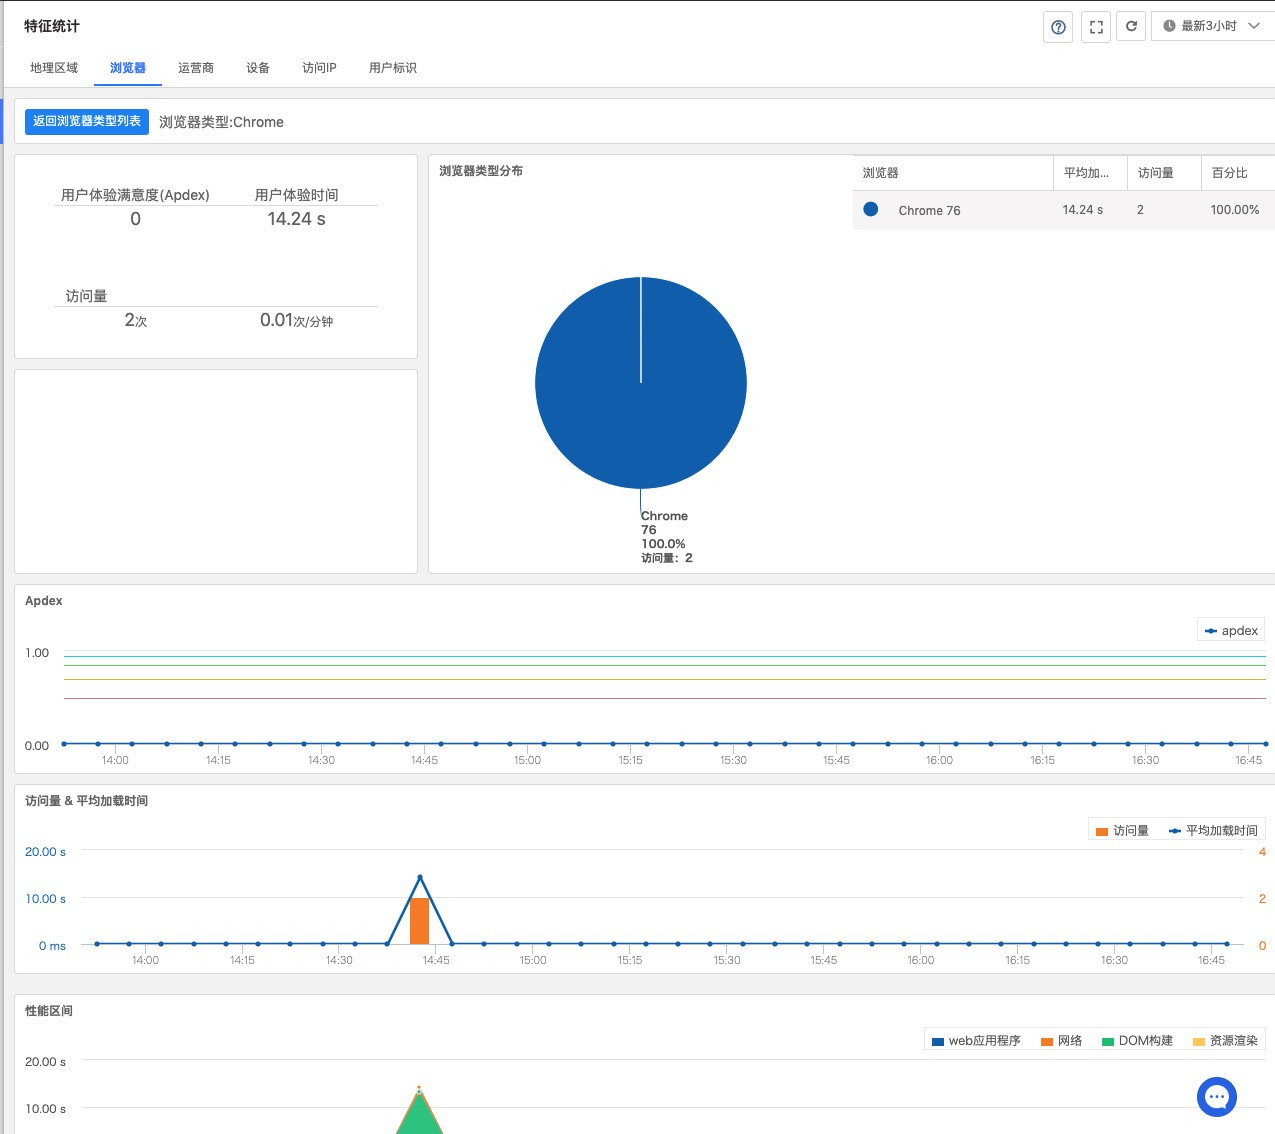 特征统计
最新3小时
地理区域 浏览器 运营商 设备 访问IP 用户标识
返回浏览器类型列表 浏览器类型:Chrome
用户体验满意度(Apdex) 用户体验时间
0 14.24 s
访问量
2次 0.01次/分钟
浏览器类型分布
浏览器 平均加... 访问量 百分比
Chrome 76 14.24 s 2 100.00%
Chrome
76
100.0%
访问量：2
Apdex
apdex
1.00
0.00
14:00 14:15 14:30 14:45 15:00 15:15 15:30 15:45 16:00 16:15 16:30 16:45
访问量 & 平均加载时间
访问量 平均加载时间
20.00 s 4
10.00 s 2
0 ms 0
14:00 14:15 14:30 14:45 15:00 15:15 15:30 15:45 16:00 16:15 16:30 16:45
性能区间
web应用程序 网络 DOM构建 资源渲染
20.00 s
10.00 s